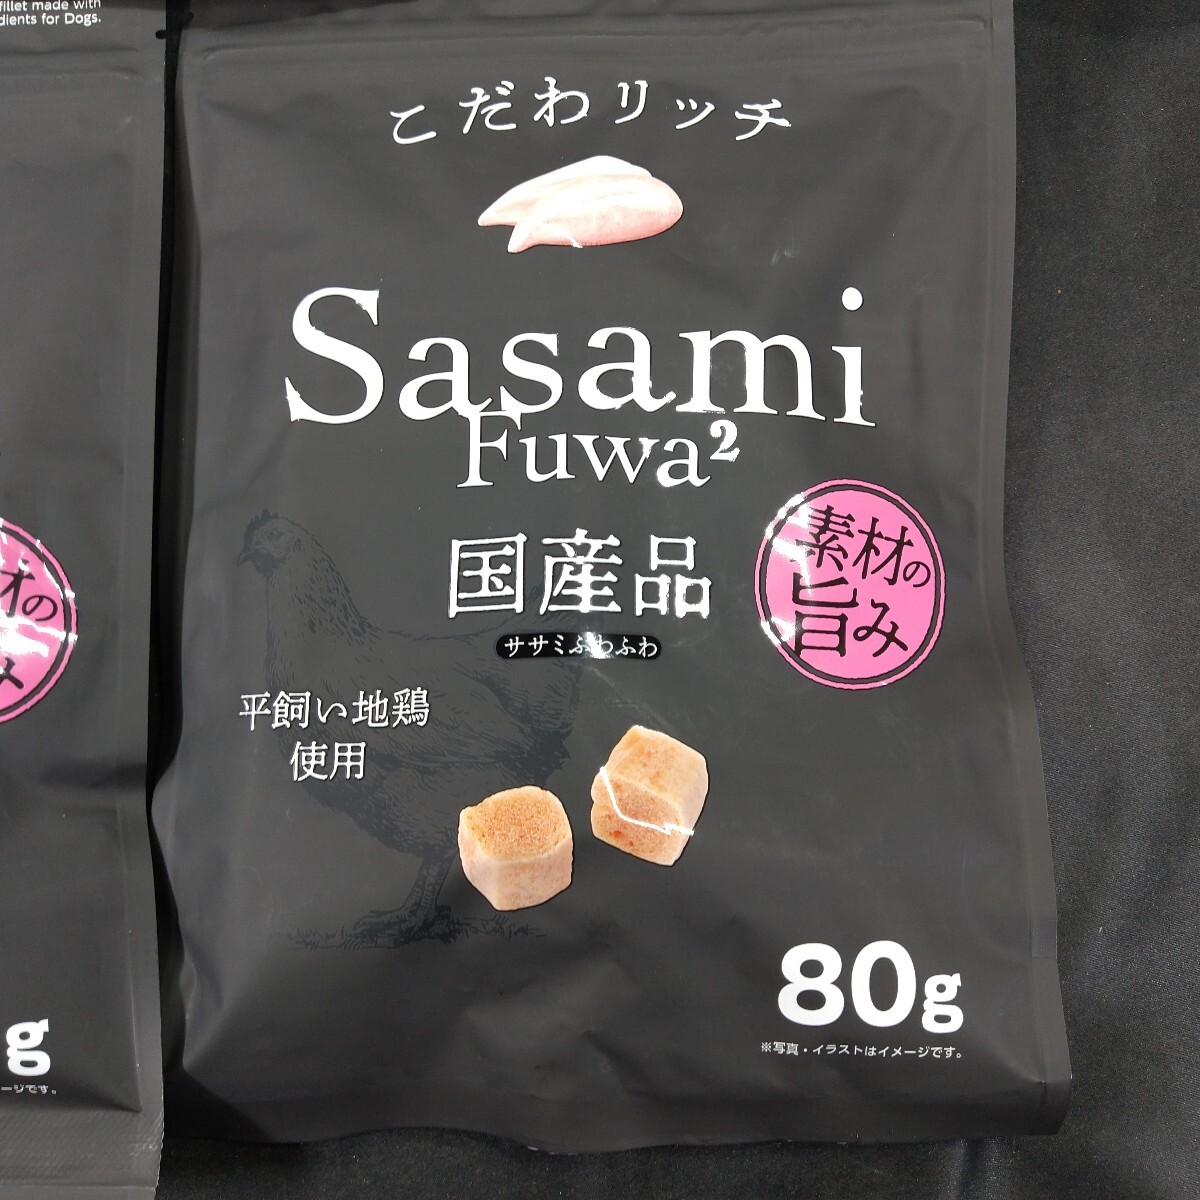 fillet made with
dients for Dogs.
こだわリッチ
Sasami
Fuwa²
国産品
ササミふわふわ
素材の
旨み
平飼い地鶏
使用
80g
※写真・イラストはイメージです。
材の
み
g
ージです。